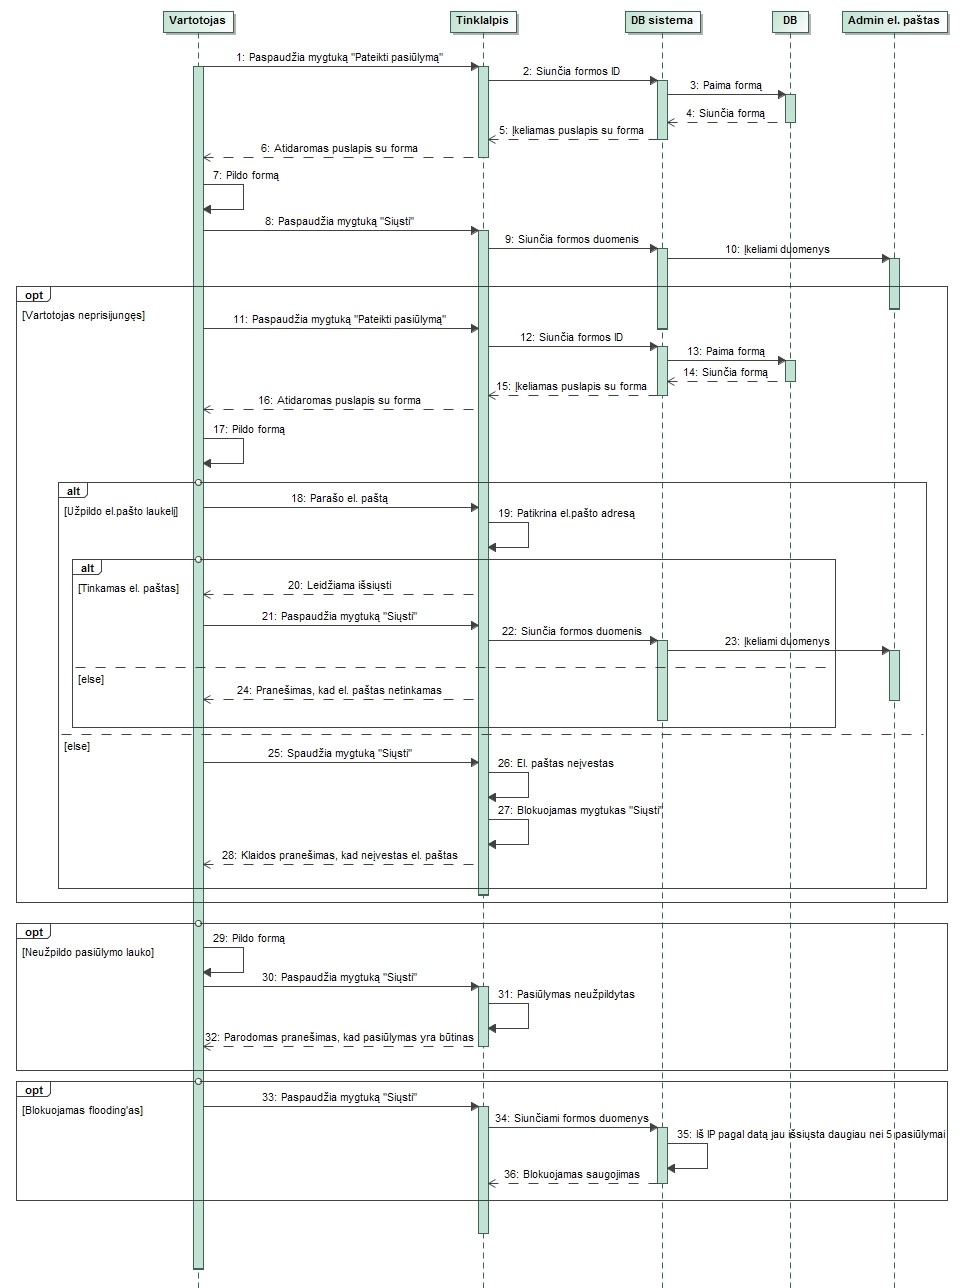 Vartotojas
Tinklalpis
DB sistema
DB
Admin el. paštas
1: Paspaudžia mygtuką "Pateikti pasiūlymą"
2: Siunčia formos ID
3: Paima formą
4: Siunčia formą
5: Įkeliamas puslapis su forma
6: Atidaromas puslapis su forma
7: Pildo formą
8: Paspaudžia mygtuką "Siųsti"
9: Siunčia formos duomenis
10: Įkeliami duomenys
opt
[Vartotojas neprisijungęs]
11: Paspaudžia mygtuką "Pateikti pasiūlymą"
12: Siunčia formos ID
13: Paima formą
14: Siunčia formą
15: Įkeliamas puslapis su forma
16: Atidaromas puslapis su forma
17: Pildo formą
alt
[Užpildo el.pašto laukelį]
18: Parašo el. paštą
19: Patikrina el.pašto adresą
alt
[Tinkamas el. paštas]
20: Leidžiama išsiųsti
21: Paspaudžia mygtuką "Siųsti"
22: Siunčia formos duomenis
23: Įkeliami duomenys
[else]
24: Pranešimas, kad el. paštas netinkamas
[else]
25: Spaudžia mygtuką "Siųsti"
26: El. paštas neįvestas
27: Blokuojamas mygtukas "Siųsti"
28: Klaidos pranešimas, kad neįvestas el. paštas
opt
[Neužpildo pasiūlymo lauko]
29: Pildo formą
30: Paspaudžia mygtuką "Siųsti"
31: Pasiūlymas neužpildytas
32: Parodomas pranešimas, kad pasiūlymas yra būtinas
opt
[Blokuojamas flooding'as]
33: Paspaudžia mygtuką "Siųsti"
34: Siunčiami formos duomenys
35: Iš IP pagal datą jau išsiųsta daugiau nei 5 pasiūlymai
36: Blokuojamas saugojimas